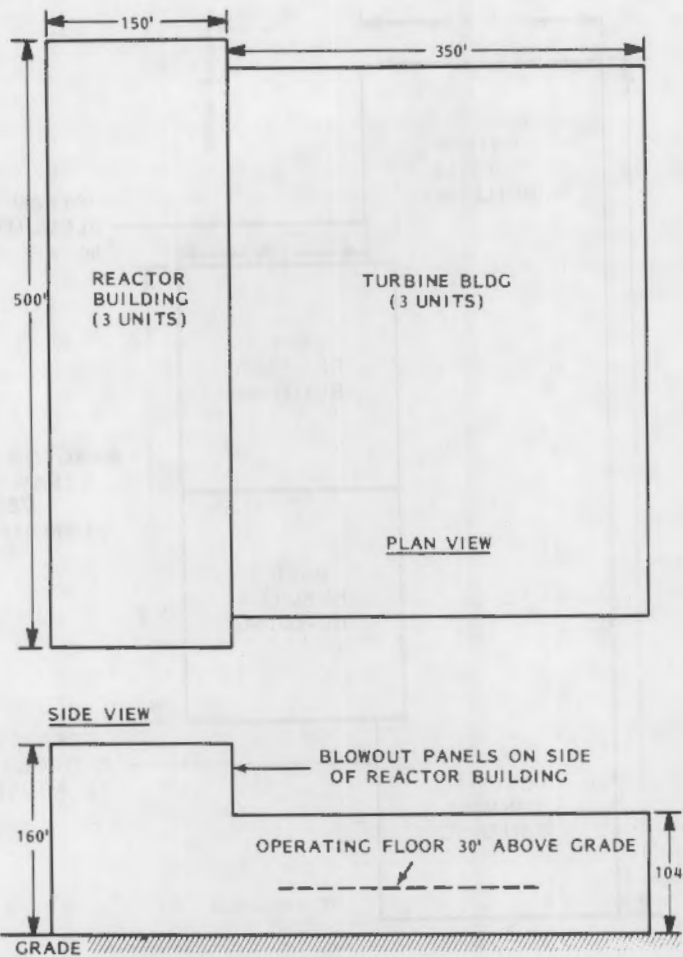 150'
350'
500'
REACTOR
BUILDING
(3 UNITS)
TURBINE BLDG
(3 UNITS)
PLAN VIEW
SIDE VIEW
BLOWOUT PANELS ON SIDE
OF REACTOR BUILDING
160'
OPERATING FLOOR 30' ABOVE GRADE
104
GRADE